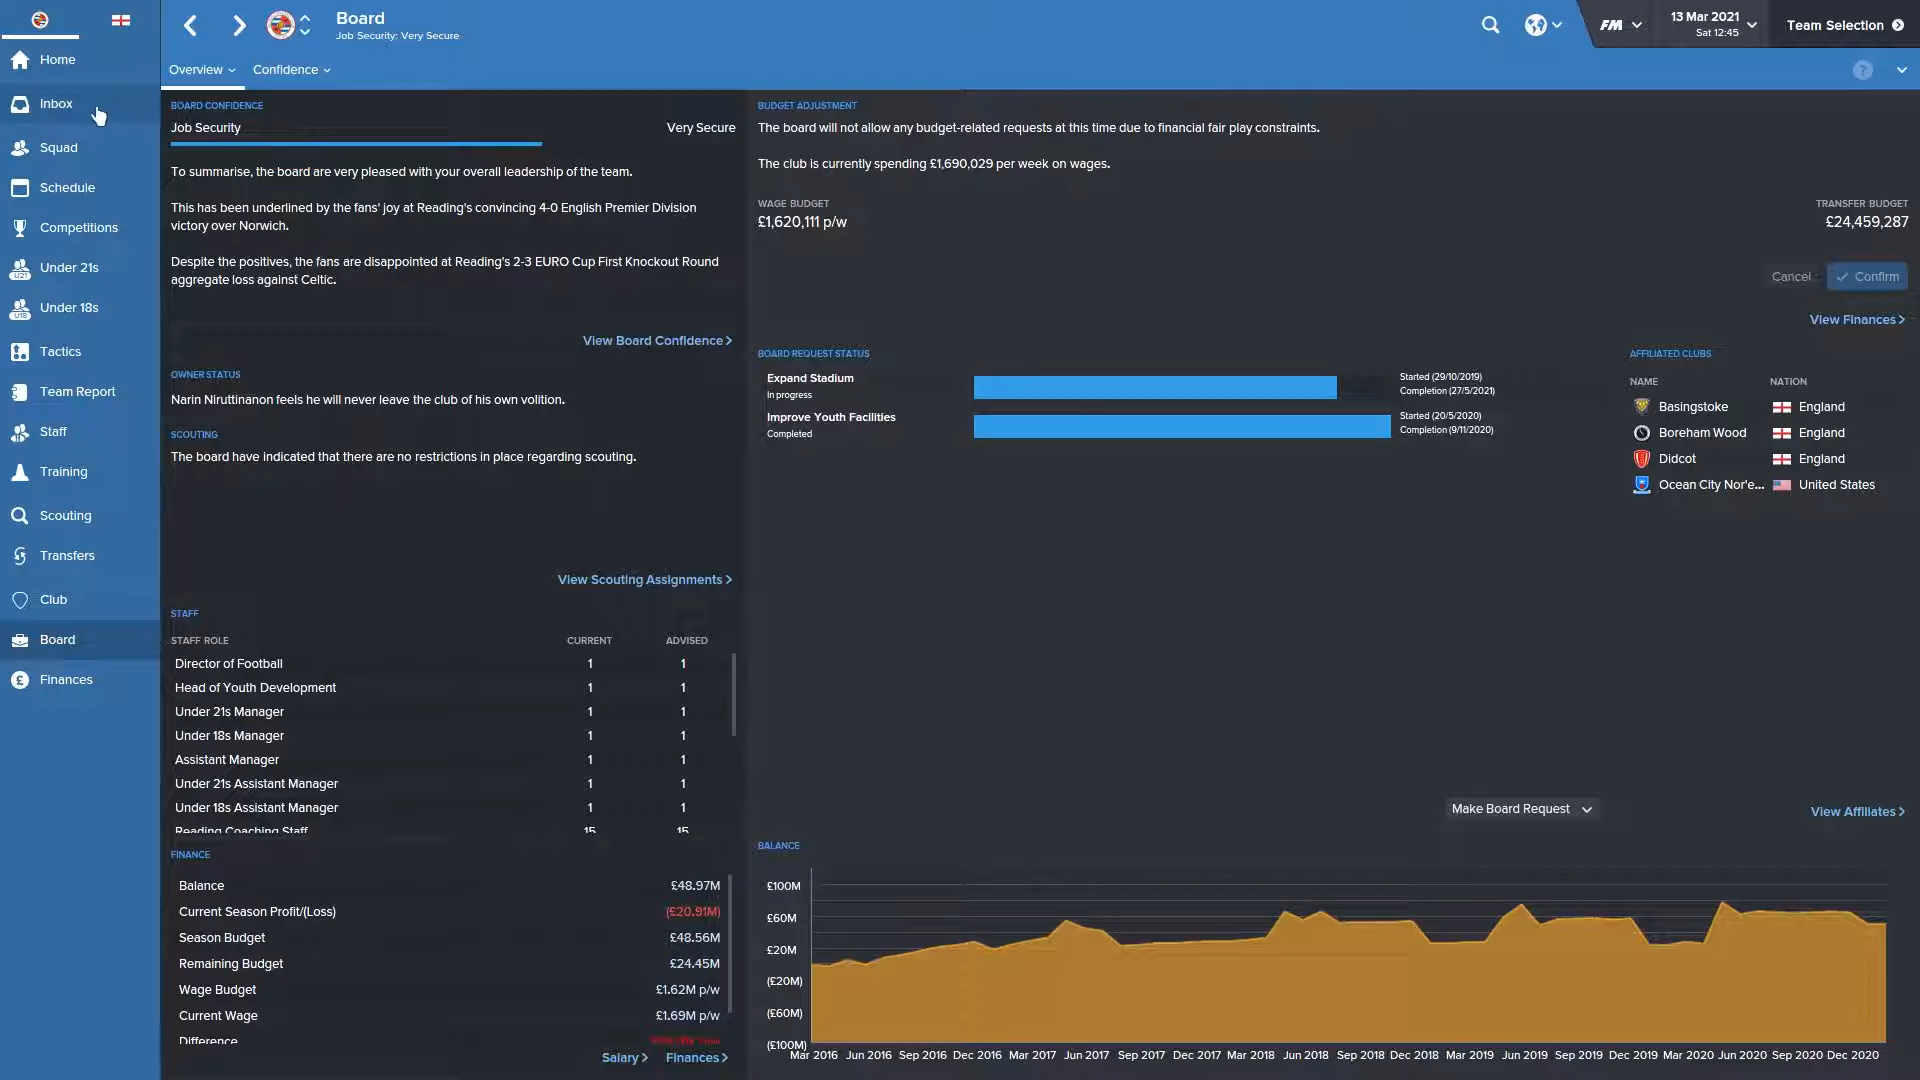 Board
Job Security: Very Secure
FM
13 Mar 2021
Sat 12:45
Team Selection
Overview
Confidence
?
Home
Inbox
Squad
Schedule
Competitions
Under 21s
Under 18s
Tactics
Team Report
Staff
Training
Scouting
Transfers
Club
Board
Finances
BOARD CONFIDENCE
Job Security Very Secure
To summarise, the board are very pleased with your overall leadership of the team.
This has been underlined by the fans' joy at Reading's convincing 4-0 English Premier Division
victory over Norwich.
Despite the positives, the fans are disappointed at Reading's 2-3 EURO Cup First Knockout Round
aggregate loss against Celtic.
View Board Confidence >
OWNER STATUS
Narin Niruttinanon feels he will never leave the club of his own volition.
SCOUTING
The board have indicated that there are no restrictions in place regarding scouting.
View Scouting Assignments >
STAFF
STAFF ROLE CURRENT ADVISED
Director of Football 1 1
Head of Youth Development 1 1
Under 21s Manager 1 1
Under 18s Manager 1 1
Assistant Manager 1 1
Under 21s Assistant Manager 1 1
Under 18s Assistant Manager 1 1
Reading Coaching Staff 15 15
FINANCE
Balance £48.97M
Current Season Profit/(Loss) (£20.91M)
Season Budget £48.56M
Remaining Budget £24.45M
Wage Budget £1.62M p/w
Current Wage £1.69M p/w
Difference
Salary > Finances >
BUDGET ADJUSTMENT
The board will not allow any budget-related requests at this time due to financial fair play constraints.
The club is currently spending £1,690,029 per week on wages.
WAGE BUDGET TRANSFER BUDGET
£1,620,111 p/w £24,459,287
Cancel Confirm
View Finances >
BOARD REQUEST STATUS
Expand Stadium
In progress
Started (29/10/2019)
Completion (27/5/2021)
Improve Youth Facilities
Completed
Started (20/5/2020)
Completion (9/11/2020)
AFFILIATED CLUBS
NAME NATION
Basingstoke England
Boreham Wood England
Didcot England
Ocean City Nor'e... United States
Make Board Request
View Affiliates >
BALANCE
£100M
£60M
£20M
(£20M)
(£60M)
(£100M)
Mar 2016 Jun 2016 Sep 2016 Dec 2016 Mar 2017 Jun 2017 Sep 2017 Dec 2017 Mar 2018 Jun 2018 Sep 2018 Dec 2018 Mar 2019 Jun 2019 Sep 2019 Dec 2019 Mar 2020 Jun 2020 Sep 2020 Dec 2020